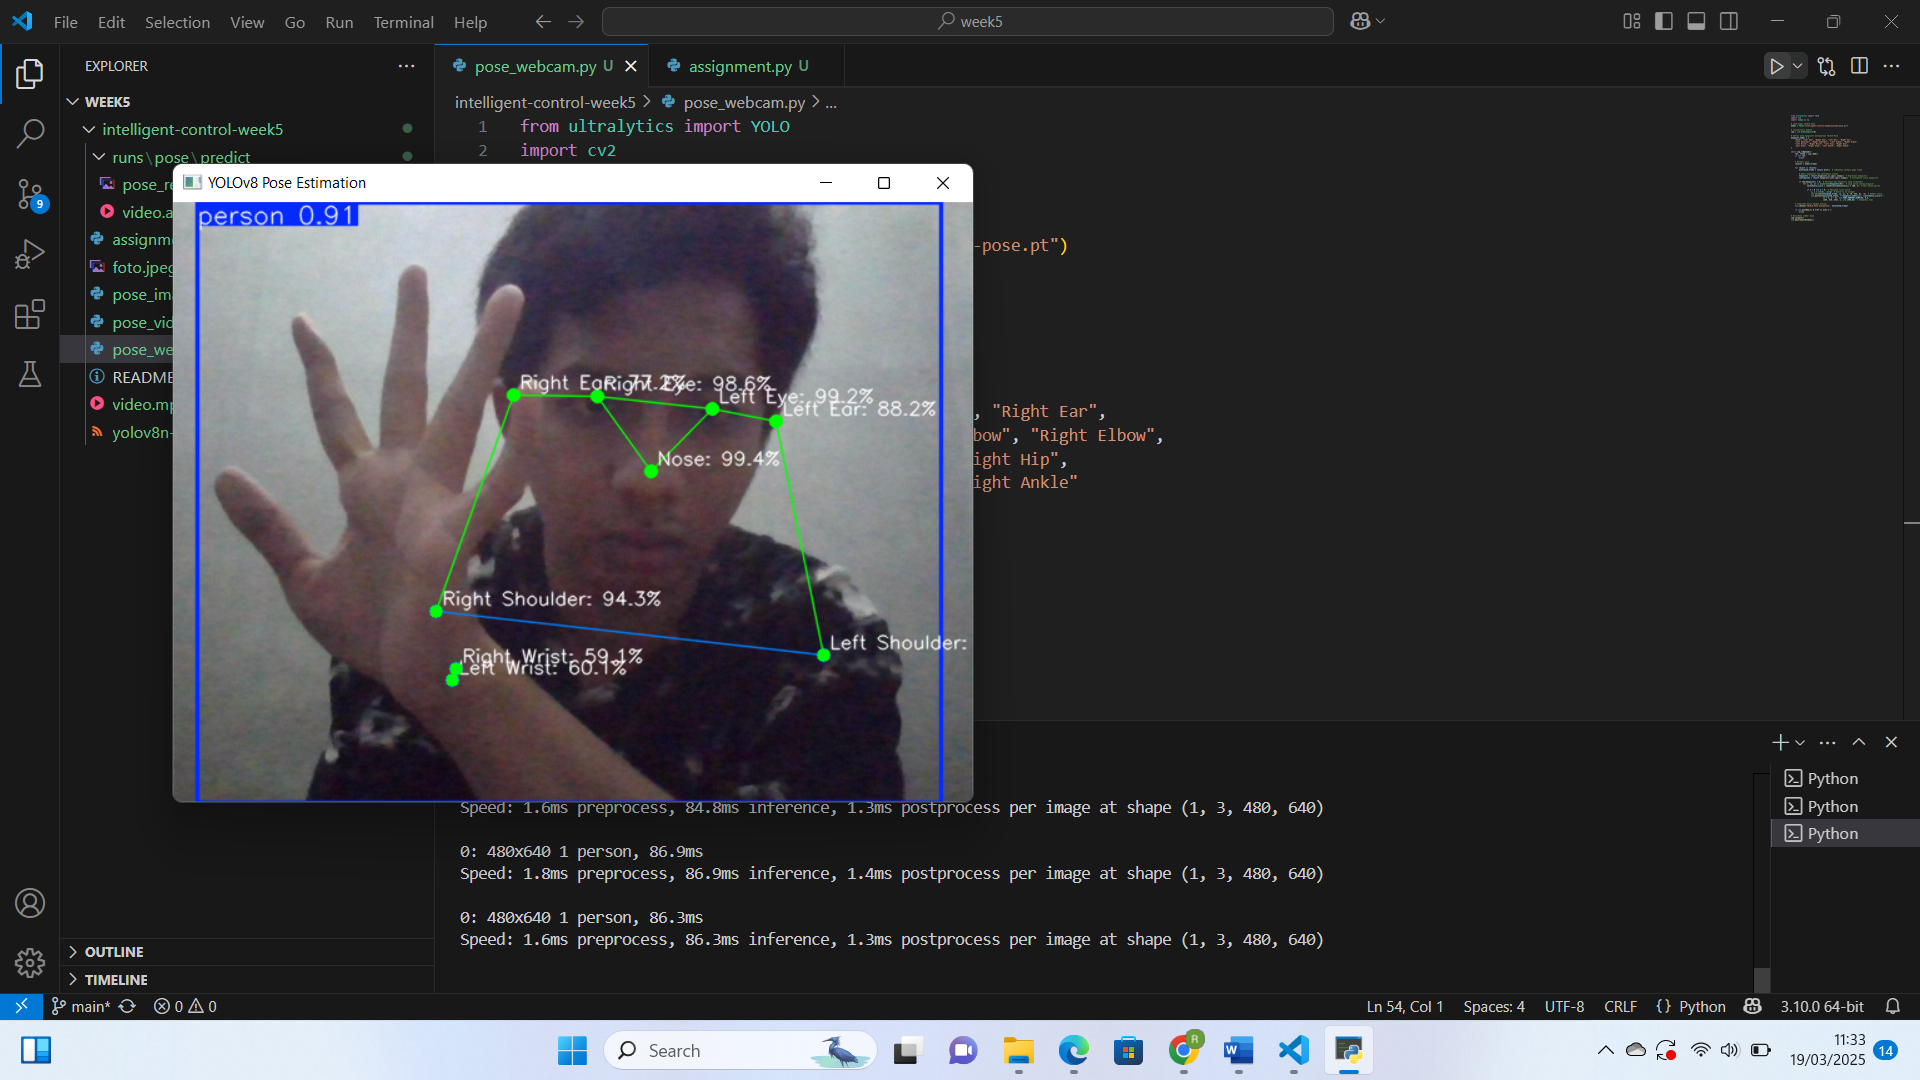 File Edit Selection View Go Run Terminal Help
week5
EXPLORER
WEEK5
intelligent-control-week5
runs\pose\predict
pose_re
video.a
assignm
foto.jpeg
pose_im
pose_vid
pose_we
README
video.mp
yolov8n-
OUTLINE
TIMELINE
pose_webcam.py U
assignment.py U
intelligent-control-week5 > pose_webcam.py > ...
1 from ultralytics import YOLO
2 import cv2
-pose.pt")
, "Right Ear",
bow", "Right Elbow",
ight Hip",
ight Ankle"
YOLOv8 Pose Estimation
person 0.91
Right Ear: 77.2%
Right Eye: 98.6%
Left Eye: 99.2%
Left Ear: 88.2%
Nose: 99.4%
Right Shoulder: 94.3%
Left Shoulder:
Right Wrist: 59.1%
Left Wrist: 60.1%
Speed: 1.6ms preprocess, 84.8ms inference, 1.3ms postprocess per image at shape (1, 3, 480, 640)
0: 480x640 1 person, 86.9ms
Speed: 1.8ms preprocess, 86.9ms inference, 1.4ms postprocess per image at shape (1, 3, 480, 640)
0: 480x640 1 person, 86.3ms
Speed: 1.6ms preprocess, 86.3ms inference, 1.3ms postprocess per image at shape (1, 3, 480, 640)
Python
Python
Python
9
main* 0 0
Ln 54, Col 1 Spaces: 4 UTF-8 CRLF {} Python 3.10.0 64-bit
Search
R
W
11:33
19/03/2025
14